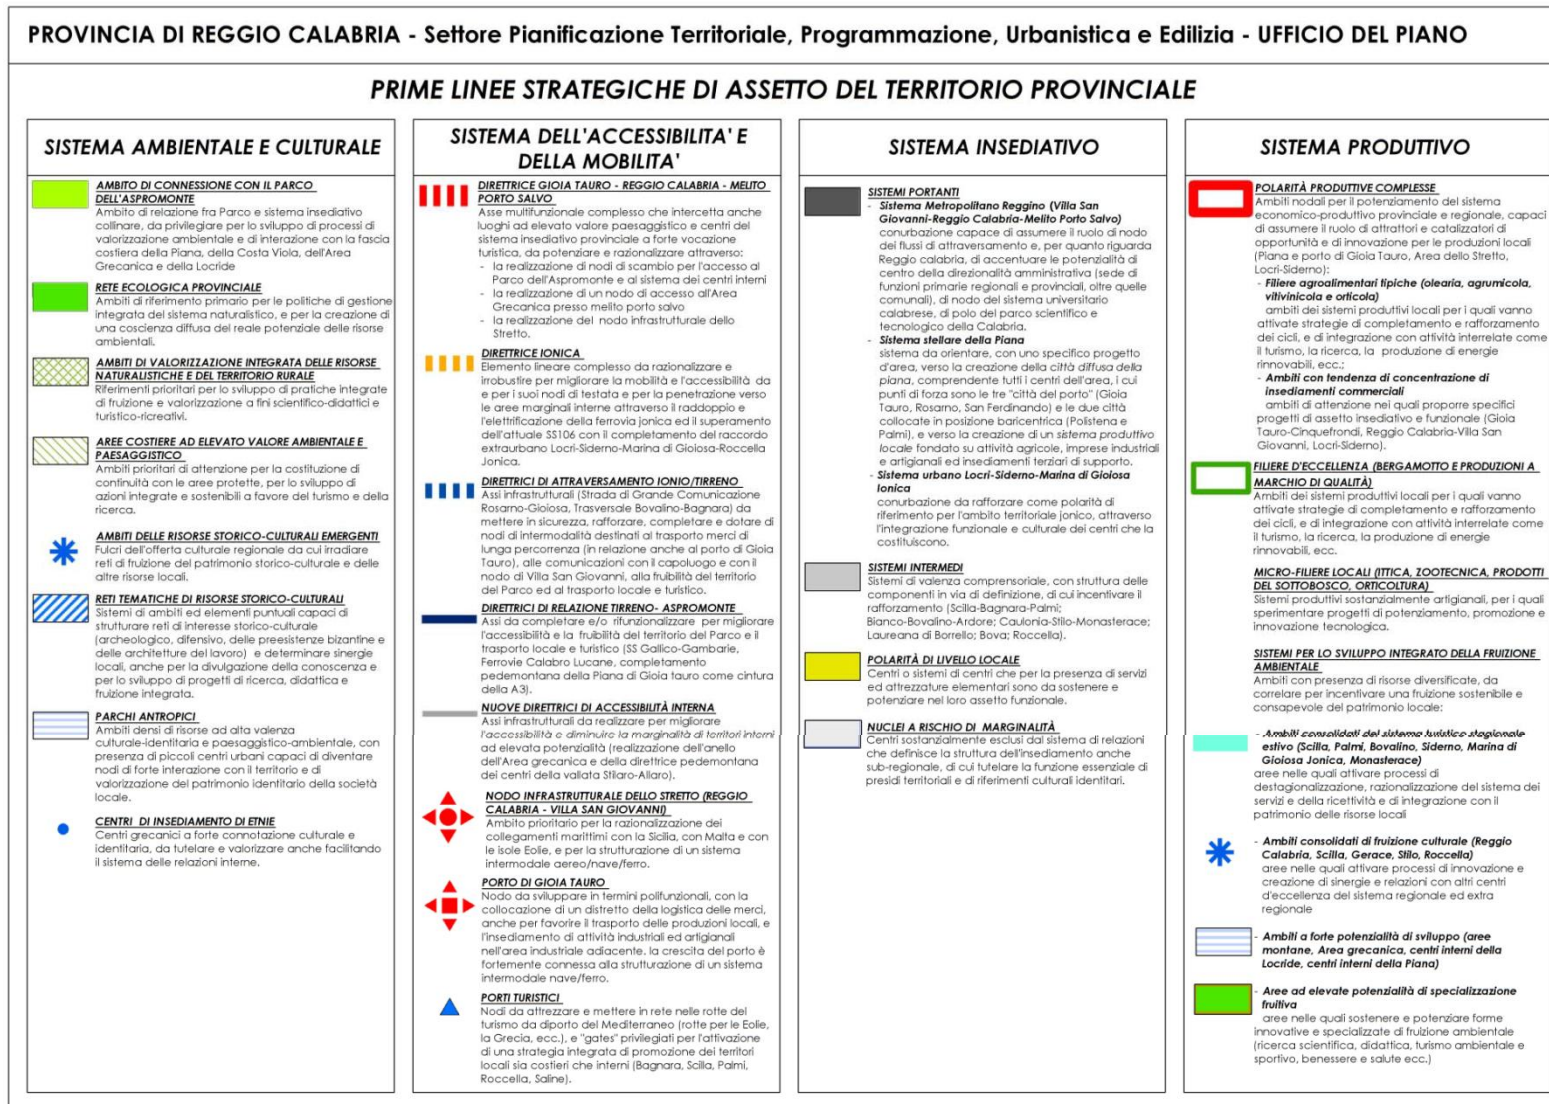 PROVINCIA DI REGGIO CALABRIA - Settore Pianificazione Territoriale, Programmazione, Urbanistica e Edilizia - UFFICIO DEL PIANO
PRIME LINEE STRATEGICHE DI ASSETTO DEL TERRITORIO PROVINCIALE
SISTEMA AMBIENTALE E CULTURALE
AMBITO DI CONNESSIONE CON IL PARCO
DELL'ASPROMONTE
Ambito di relazione fra Parco e sistema insediativo
collinare, da privilegiare per lo sviluppo di processi di
valorizzazione ambientale e di interazione con la fascia
costiera della Piana, della Costa Viola, dell'Area
Grecanica e della Locride
RETE ECOLOGICA PROVINCIALE
Ambiti di riferimento primario per le politiche di gestione
integrata del sistema naturalistico, e per la creazione di
una coscienza diffusa del reale potenziale delle risorse
ambientali.
AMBITI DI VALORIZZAZIONE INTEGRATA DELLE RISORSE
NATURALISTICHE E DEL TERRITORIO RURALE
Riferimenti prioritari per lo sviluppo di pratiche integrate
di fruizione e valorizzazione a fini scientifico-didattici e
turistico-ricreativi.
AREE COSTIERE AD ELEVATO VALORE AMBIENTALE E
PAESAGGISTICO
Ambiti prioritari di attenzione per la costituzione di
continuità con le aree protette, per lo sviluppo di
azioni integrate e sostenibili a favore del turismo e della
ricerca.
AMBITI DELLE RISORSE STORICO-CULTURALI EMERGENTI
Fulcri dell'offerta culturale regionale da cui irradiare
reti di fruizione del patrimonio storico-culturale e delle
altre risorse locali.
RETI TEMATICHE DI RISORSE STORICO-CULTURALI
Sistemi di ambiti ed elementi puntuali capaci di
strutturare reti di interesse storico-culturale
(archeologico, difensivo, delle preesistenze bizantine e
delle architetture del lavoro)  e determinare sinergie
locali, anche per la divulgazione della conoscenza e
per lo sviluppo di progetti di ricerca, didattica e
fruizione integrata.
PARCHI ANTROPICI
Ambiti densi di risorse ad alta valenza
culturale-identitaria e paesaggistico-ambientale, con
presenza di piccoli centri urbani capaci di diventare
nodi di forte interazione con il territorio e di
valorizzazione del patrimonio identitario della società
locale.
CENTRI  DI INSEDIAMENTO DI ETNIE
Centri grecanici a forte connotazione culturale e
identitaria, da tutelare e valorizzare anche facilitando
il sistema delle relazioni interne.
SISTEMA DELL'ACCESSIBILITA' E
DELLA MOBILITA'
DIRETTRICE GIOIA TAURO - REGGIO CALABRIA - MELITO
PORTO SALVO
Asse multifunzionale complesso che intercetta anche
luoghi ad elevato valore paesaggistico e centri del
sistema insediativo provinciale a forte vocazione
turistica, da potenziare e razionalizzare attraverso:
- la realizzazione di nodi di scambio per l'accesso al
Parco dell'Aspromonte e al sistema dei centri interni
- la realizzazione di un nodo di accesso all'Area
Grecanica presso melito porto salvo
- la realizzazione del  nodo infrastrutturale dello
Stretto.
DIRETTRICE IONICA
Elemento lineare complesso da razionalizzare e
irrobustire per migliorare la mobilità e l'accessibilità  da
e per i suoi nodi di testata e per la penetrazione verso
le aree marginali interne attraverso il raddoppio e
l'elettrificazione della ferrovia jonica ed il superamento
dell'attuale SS106 con il completamento del raccordo
extraurbano Locri-Siderno-Marina di Gioiosa-Roccella
Jonica.
DIRETTRICI DI ATTRAVERSAMENTO IONIO/TIRRENO
Assi infrastrutturali (Strada di Grande Comunicazione
Rosarno-Gioiosa, Trasversale Bovalino-Bagnara) da
mettere in sicurezza, rafforzare, completare e dotare di
nodi di intermodalità destinati al trasporto merci di
lunga percorrenza (in relazione anche al porto di Gioia
Tauro), alle comunicazioni con il capoluogo e con il
nodo di Villa San Giovanni, alla fruibilità del territorio
del Parco ed al trasporto locale e turistico.
DIRETTRICI DI RELAZIONE TIRRENO- ASPROMONTE
Assi da completare e/o  rifunzionalizzare  per migliorare
l'accessibilità e la  fruibilità del territorio del Parco e il
trasporto locale e turistico (SS Gallico-Gambarie,
Ferrovie Calabro Lucane, completamento
pedemontana della Piana di Gioia tauro come cintura
della A3).
NUOVE DIRETTRICI DI ACCESSIBILITÀ INTERNA
Assi infrastrutturali da realizzare per migliorare
l'accessibilità e diminuire la marginalità di territori interni
ad elevata potenzialità (realizzazione dell'anello
dell'Area grecanica e della direttrice pedemontana
dei centri della vallata Stilaro-Allaro).
NODO INFRASTRUTTURALE DELLO STRETTO (REGGIO
CALABRIA - VILLA SAN GIOVANNI)
Ambito prioritario per la razionalizzazione dei
collegamenti marittimi con la Sicilia, con Malta e con
le isole Eolie, e per la strutturazione di un sistema
intermodale aereo/nave/ferro.
PORTO DI GIOIA TAURO
Nodo da sviluppare in termini polifunzionali, con la
collocazione di un distretto della logistica delle merci,
anche per favorire il trasporto delle produzioni locali, e
l'insediamento di attività industriali ed artigianali
nell'area industriale adiacente. la crescita del porto è
fortemente connessa alla strutturazione di un sistema
intermodale nave/ferro.
PORTI TURISTICI
Nodi da attrezzare e mettere in rete nelle rotte del
turismo da diporto del Mediterraneo (rotte per le Eolie,
la Grecia, ecc.), e "gates" privilegiati per l'attivazione
di una strategia integrata di promozione dei territori
locali sia costieri che interni (Bagnara, Scilla, Palmi,
Roccella, Saline).
SISTEMA INSEDIATIVO
SISTEMI PORTANTI
- Sistema Metropolitano Reggino (Villa San
Giovanni-Reggio Calabria-Melito Porto Salvo)
conurbazione capace di assumere il ruolo di nodo
dei flussi di attraversamento e, per quanto riguarda
Reggio calabria, di accentuare le potenzialità di
centro della direzionalità amministrativa (sede di
funzioni primarie regionali e provinciali, oltre quelle
comunali), di nodo del sistema universitario
calabrese, di polo del parco scientifico e
tecnologico della Calabria.
- Sistema stellare della Piana
sistema da orientare, con uno specifico progetto
d'area, verso la creazione della città diffusa della
piana, comprendente tutti i centri dell'area, i cui
punti di forza sono le tre "città del porto" (Gioia
Tauro, Rosarno, San Ferdinando) e le due città
collocate in posizione baricentrica (Polistena e
Palmi), e verso la creazione di un sistema produttivo
locale fondato su attività agricole, imprese industriali
e artigianali ed insediamenti terziari di supporto.
- Sistema urbano Locri-Siderno-Marina di Gioiosa
Ionica
conurbazione da rafforzare come polarità di
riferimento per l'ambito territoriale jonico, attraverso
l'integrazione funzionale e culturale dei centri che la
costituiscono.
SISTEMI INTERMEDI
Sistemi di valenza comprensoriale, con struttura delle
componenti in via di definizione, di cui incentivare il
rafforzamento (Scilla-Bagnara-Palmi;
Bianco-Bovalino-Ardore; Caulonia-Stilo-Monasterace;
Laureana di Borrello; Bova; Roccella).
POLARITÀ DI LIVELLO LOCALE
Centri o sistemi di centri che per la presenza di servizi
ed attrezzature elementari sono da sostenere e
potenziare nel loro assetto funzionale.
NUCLEI A RISCHIO DI  MARGINALITÀ
Centri sostanzialmente esclusi dal sistema di relazioni
che definisce la struttura dell'insediamento anche
sub-regionale, di cui tutelare la funzione essenziale di
presidi territoriali e di riferimenti culturali identitari.
SISTEMA PRODUTTIVO
POLARITÀ PRODUTTIVE COMPLESSE
Ambiti nodali per il potenziamento del sistema
economico-produttivo provinciale e regionale, capaci
di assumere il ruolo di attrattori e catalizzatori di
opportunità e di innovazione per le produzioni locali
(Piana e porto di Gioia Tauro, Area dello Stretto,
Locri-Siderno):
- Filiere agroalimentari tipiche (olearia, agrumicola,
vitivinicola e orticola)
ambiti dei sistemi produttivi locali per i quali vanno
attivate strategie di completamento e rafforzamento
dei cicli, e di integrazione con attività interrelate come
il turismo, la ricerca, la  produzione di energie
rinnovabili, ecc.;
- Ambiti con tendenza di concentrazione di
insediamenti commerciali
ambiti di attenzione nei quali proporre specifici
progetti di assetto insediativo e funzionale (Gioia
Tauro-Cinquefrondi, Reggio Calabria-Villa San
Giovanni, Locri-Siderno).
FILIERE D'ECCELLENZA (BERGAMOTTO E PRODUZIONI A
MARCHIO DI QUALITÀ)
Ambiti dei sistemi produttivi locali per i quali vanno
attivate strategie di completamento e rafforzamento
dei cicli, e di integrazione con attività interrelate come
il turismo, la ricerca, la produzione di energie
rinnovabili, ecc.
MICRO-FILIERE LOCALI (ITTICA, ZOOTECNICA, PRODOTTI
DEL SOTTOBOSCO, ORTICOLTURA)
Sistemi produttivi sostanzialmente artigianali, per i quali
sperimentare progetti di potenziamento, promozione e
innovazione tecnologica.
SISTEMI PER LO SVILUPPO INTEGRATO DELLA FRUIZIONE
AMBIENTALE
Ambiti con presenza di risorse diversificate, da
correlare per incentivare una fruizione sostenibile e
consapevole del patrimonio locale:
- Ambiti consolidati del sistema turistico stagionale
estivo (Scilla, Palmi, Bovalino, Siderno, Marina di
Gioiosa Jonica, Monasterace)
aree nelle quali attivare processi di
destagionalizzazione, razionalizzazione del sistema dei
servizi e della ricettività e di integrazione con il
patrimonio delle risorse locali
- Ambiti consolidati di fruizione culturale (Reggio
Calabria, Scilla, Gerace, Stilo, Roccella)
aree nelle quali attivare processi di innovazione e
creazione di sinergie e relazioni con altri centri
d'eccellenza del sistema regionale ed extra
regionale
- Ambiti a forte potenzialità di sviluppo (aree
montane, Area grecanica, centri interni della
Locride, centri interni della Piana)
- Aree ad elevate potenzialità di specializzazione
fruitiva
aree nelle quali sostenere e potenziare forme
innovative e specializzate di fruizione ambientale
(ricerca scientifica, didattica, turismo ambientale e
sportivo, benessere e salute ecc.)